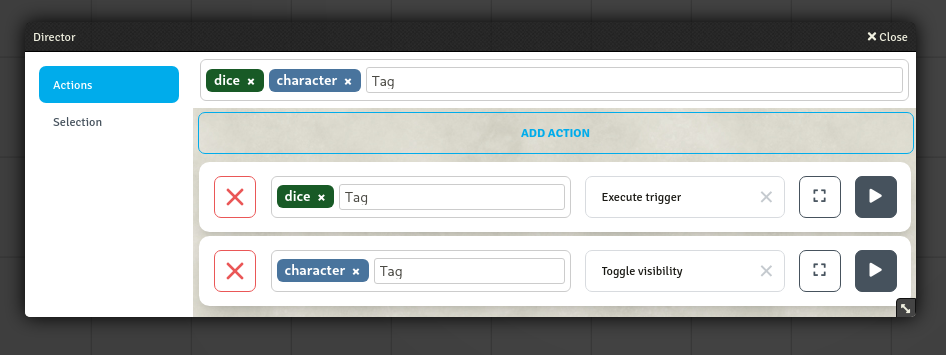 Director
Close
Actions
Selection
dice × character × Tag
ADD ACTION
dice × Tag
Execute trigger
character × Tag
Toggle visibility